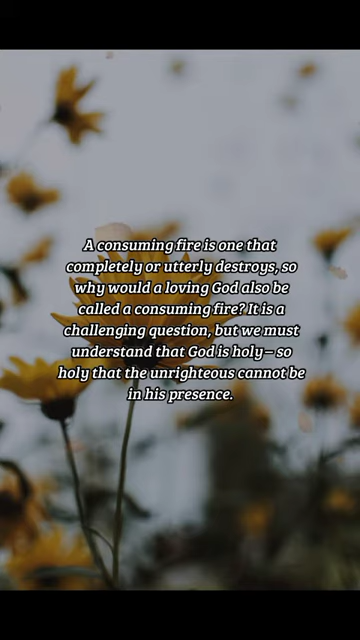 A consuming fire is one that
completely or utterly destroys, so
why would a loving God also be
called a consuming fire? It is a
challenging question, but we must
understand that God is holy – so
holy that the unrighteous cannot be
in his presence.